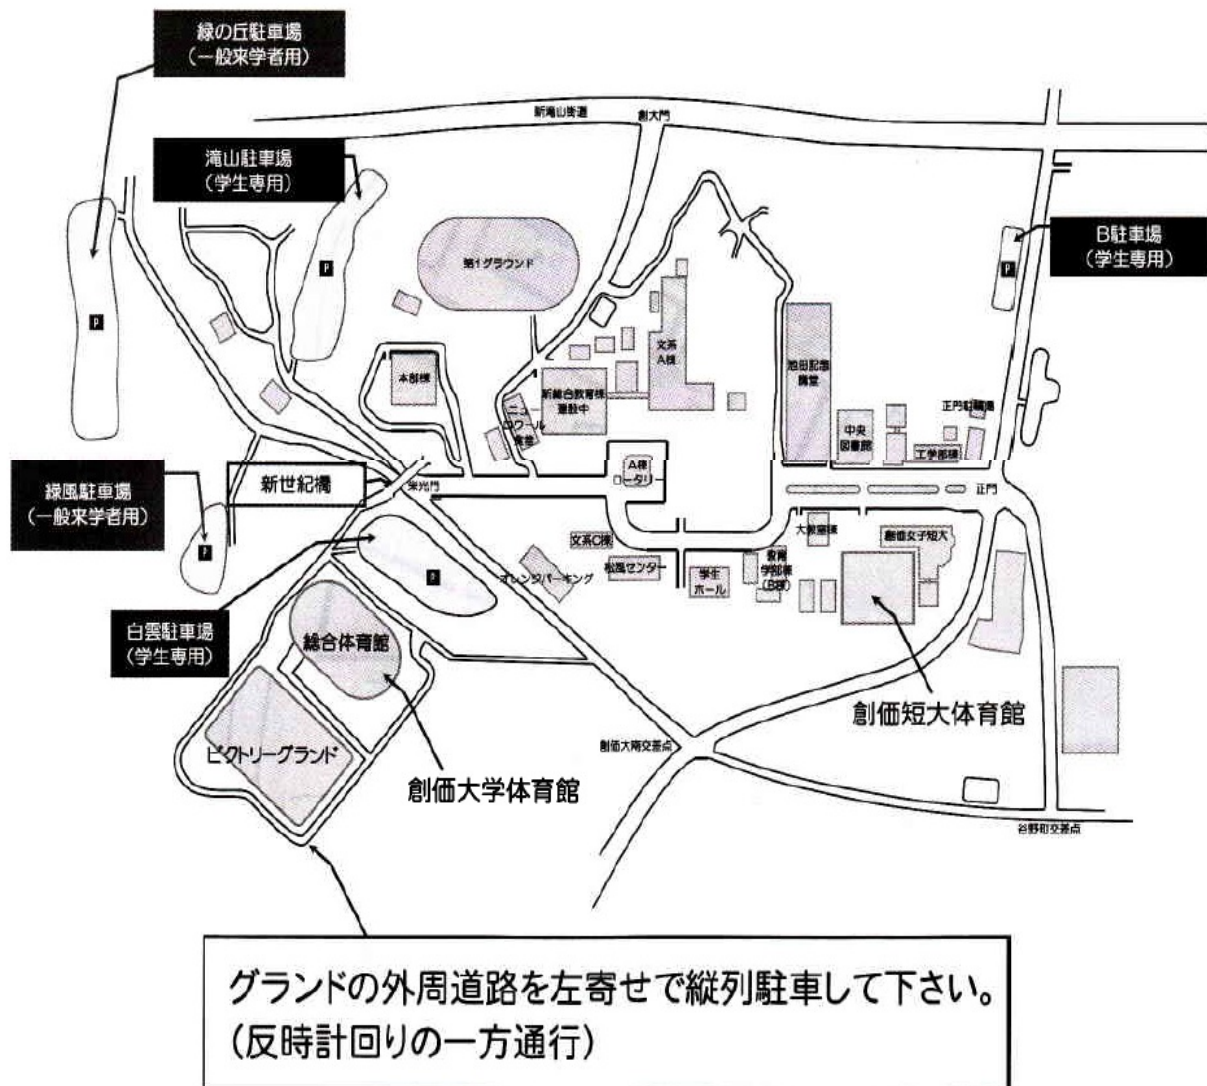 緑の丘駐車場
(一般来学者用)
新滝山街道
創大門
滝山駐車場
(学生専用)
B駐車場
(学生専用)
P
P
P
第1グラウンド
文系
A棟
池田記念
講堂
本部棟
新総合教育棟
建設中
ニュー
ロワール
食堂
正門駐輪場
中央
図書館
工学部棟
A棟
ロータリー
新世紀橋
栄光門
正門
緑風駐車場
(一般来学者用)
P
P
大教室棟
創価女子短大
文系C棟
松風センター
教育
学部棟
(B棟)
学生
ホール
オレンジパーキング
白雲駐車場
(学生専用)
総合体育館
創価短大体育館
ビクトリーグランド
創価大学体育館
創価大南交差点
谷野町交差点
グランドの外周道路を左寄せで縦列駐車して下さい。
(反時計回りの一方通行)